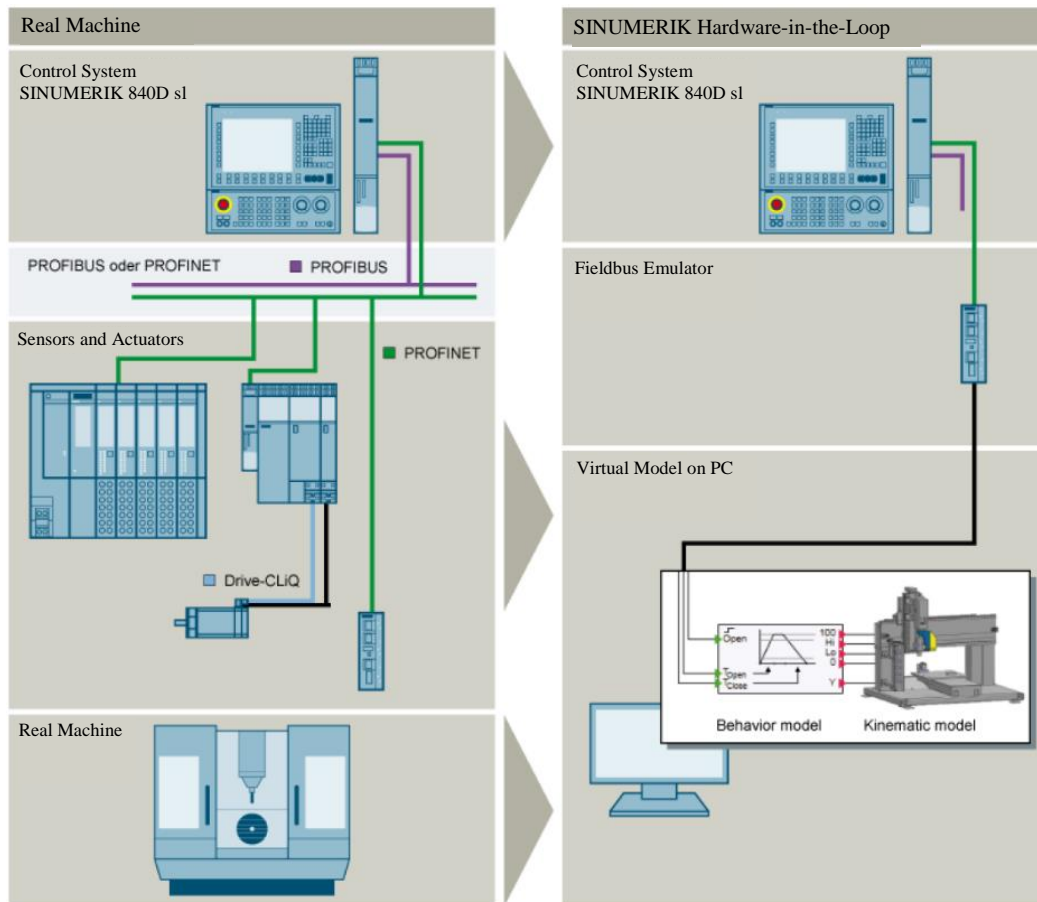 Real Machine
Control System
SINUMERIK 840D sl
PROFIBUS oder PROFINET
PROFIBUS
Sensors and Actuators
PROFINET
Drive-CLiQ
Real Machine
SINUMERIK Hardware-in-the-Loop
Control System
SINUMERIK 840D sl
Fieldbus Emulator
Virtual Model on PC
Open
100
Hi
Lo
0
TOpen
TClose
Y
Behavior model
Kinematic model